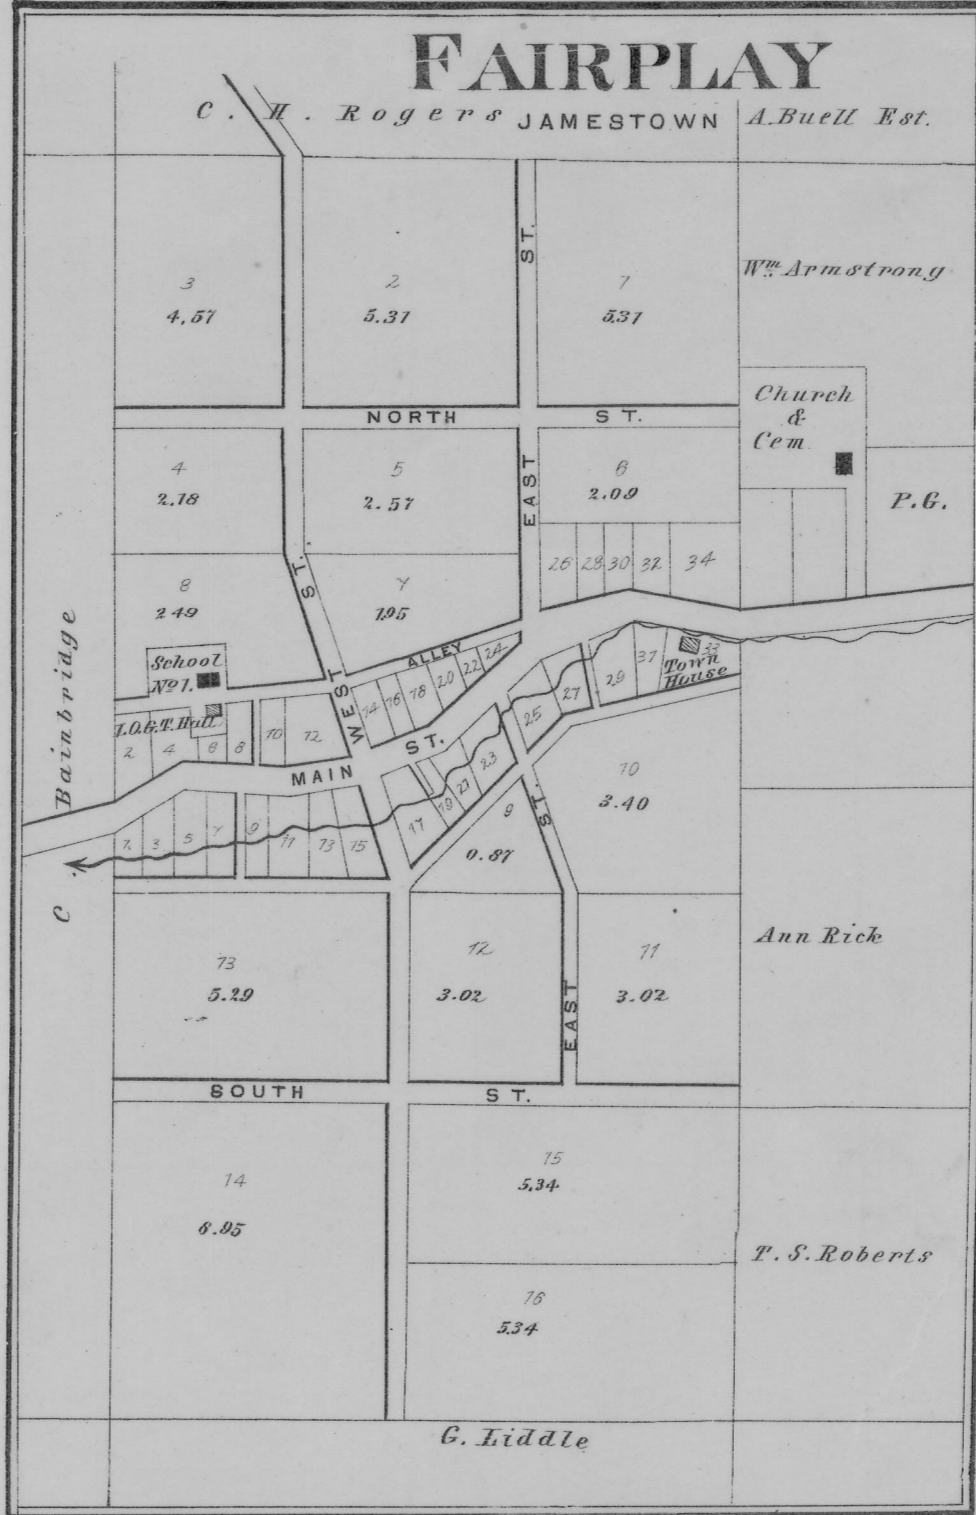 FAIRPLAY
C. H. Rogers JAMESTOWN A. Buell Est.
Wm. Armstrong
ST.
3
4.57
2
5.31
1
5.31
NORTH ST.
Church
&
Cem
P.G.
4
2.18
5
2.57
EAST
6
2.09
26 28 30 32 34
8
2.49
ST.
7
1.95
ALLEY
School
No 1.
I.O.G.T. Hall
WEST
14 16 18 20 22 24
2 4 6 8 10 12
MAIN ST.
25 27 29 31 33
Town
House
C. Bainbridge
1 3 5 7 9 11 13 15
17 19 21 23
9
0.87
ST.
10
3.40
Ann Rick
13
5.29
12
3.02
EAST
11
3.02
SOUTH ST.
14
6.95
15
5.34
T. S. Roberts
16
5.34
G. Liddle